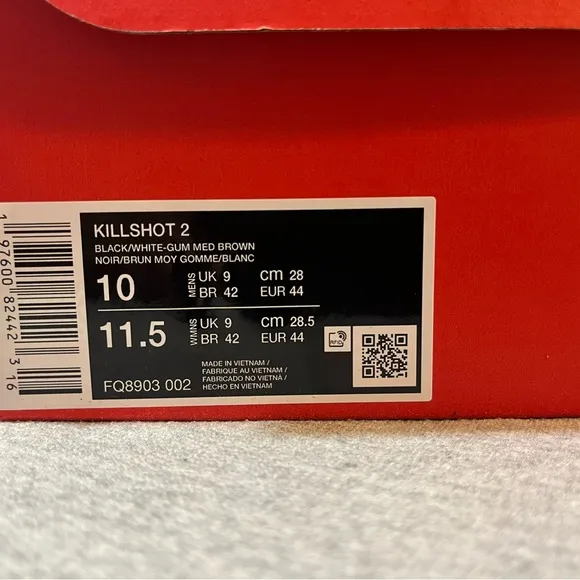 KILLSHOT 2
BLACK/WHITE-GUM MED BROWN
NOIR/BRUN MOY GOMME/BLANC
10 MENS UK 9 cm 28
BR 42 EUR 44
11.5 WMNS UK 9 cm 28.5
BR 42 EUR 44
RFID
MADE IN VIETNAM /
FABRIQUE AU VIETNAM /
FABRICADO NO VIETNÃ /
HECHO EN VIETNAM
FQ8903 002
1 97600 82442 3 16